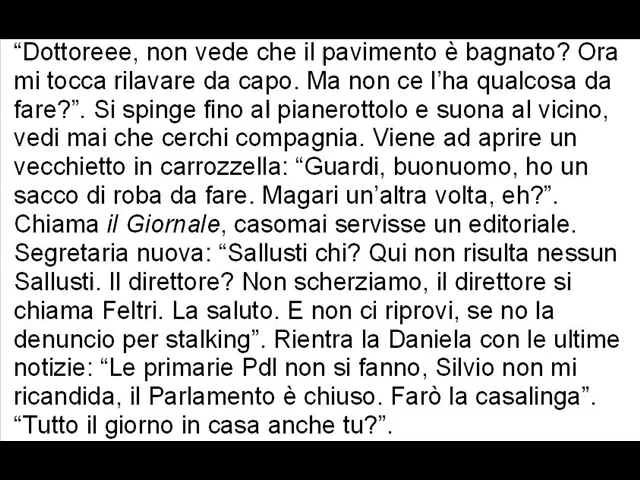 “Dottoreee, non vede che il pavimento è bagnato? Ora
mi tocca rilavare da capo. Ma non ce l’ha qualcosa da
fare?”. Si spinge fino al pianerottolo e suona al vicino,
vedi mai che cerchi compagnia. Viene ad aprire un
vecchietto in carrozzella: “Guardi, buonuomo, ho un
sacco di roba da fare. Magari un’altra volta, eh?”.
Chiama il Giornale, casomai servisse un editoriale.
Segretaria nuova: “Sallusti chi? Qui non risulta nessun
Sallusti. Il direttore? Non scherziamo, il direttore si
chiama Feltri. La saluto. E non ci riprovi, se no la
denuncio per stalking”. Rientra la Daniela con le ultime
notizie: “Le primarie Pdl non si fanno, Silvio non mi
ricandida, il Parlamento è chiuso. Farò la casalinga”.
“Tutto il giorno in casa anche tu?”.